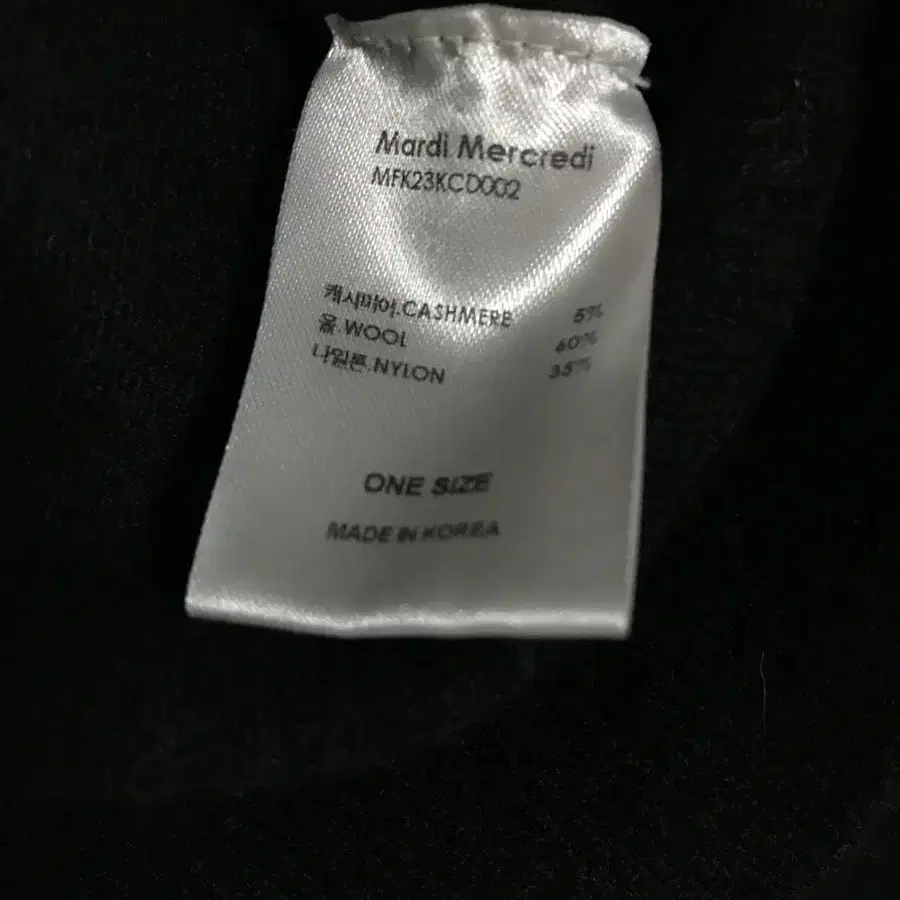 Mardi Mercredi
MFK23KCD002
캐시미어.CASHMERE 5%
울.WOOL 60%
나일론.NYLON 35%
ONE SIZE
MADE IN KOREA